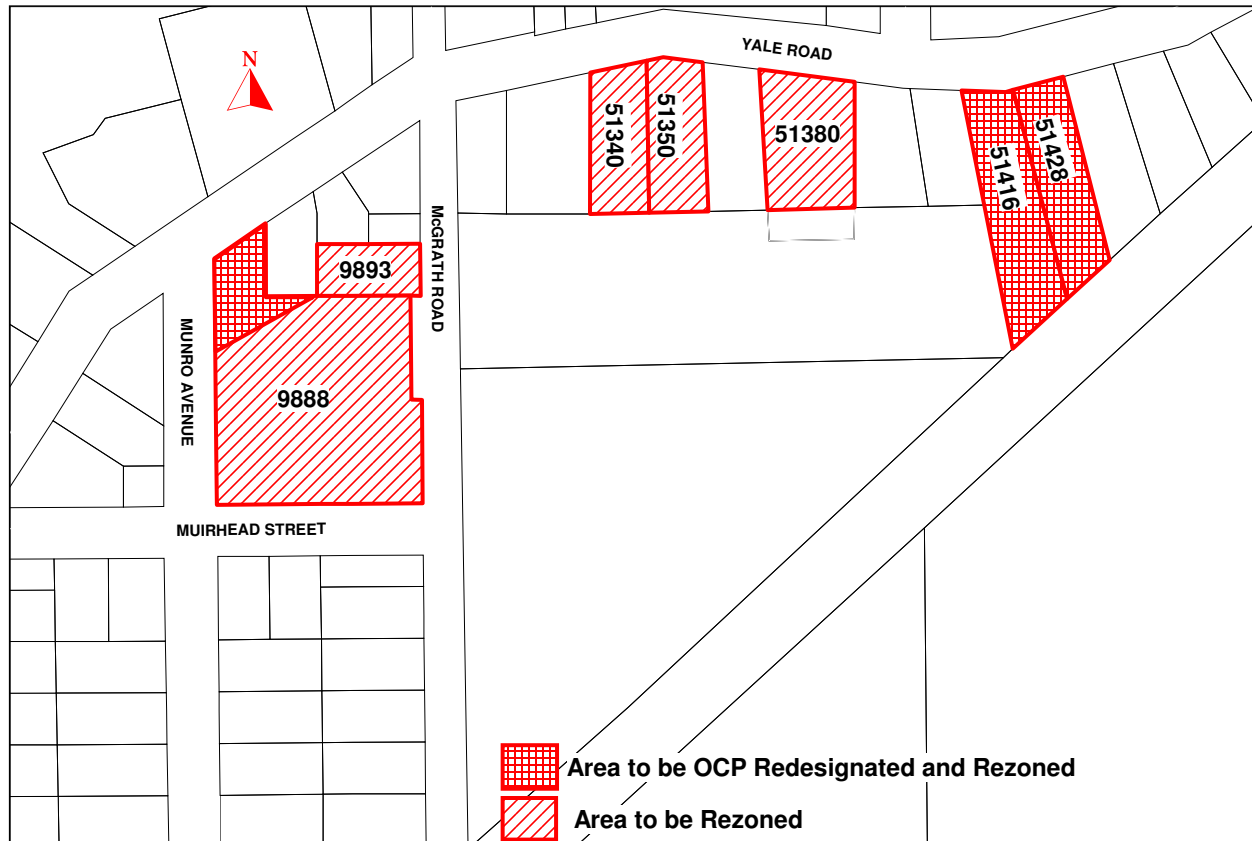 YALE ROAD
N
51340
51350
51380
51416
51428
McGRATH ROAD
9893
MUNRO AVENUE
9888
MUIRHEAD STREET
Area to be OCP Redesignated and Rezoned
Area to be Rezoned